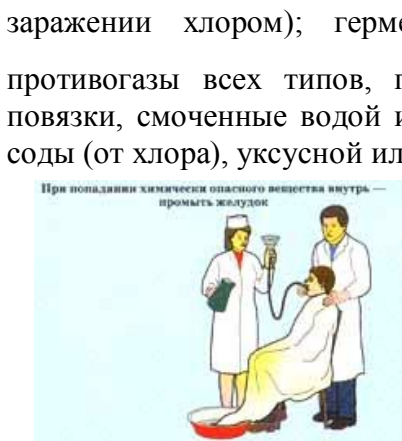 заражении хлором); герме
противогазы всех типов, г
повязки, смоченные водой и
соды (от хлора), уксусной ил
При попадании химически опасного вещества внутрь —
промыть желудок